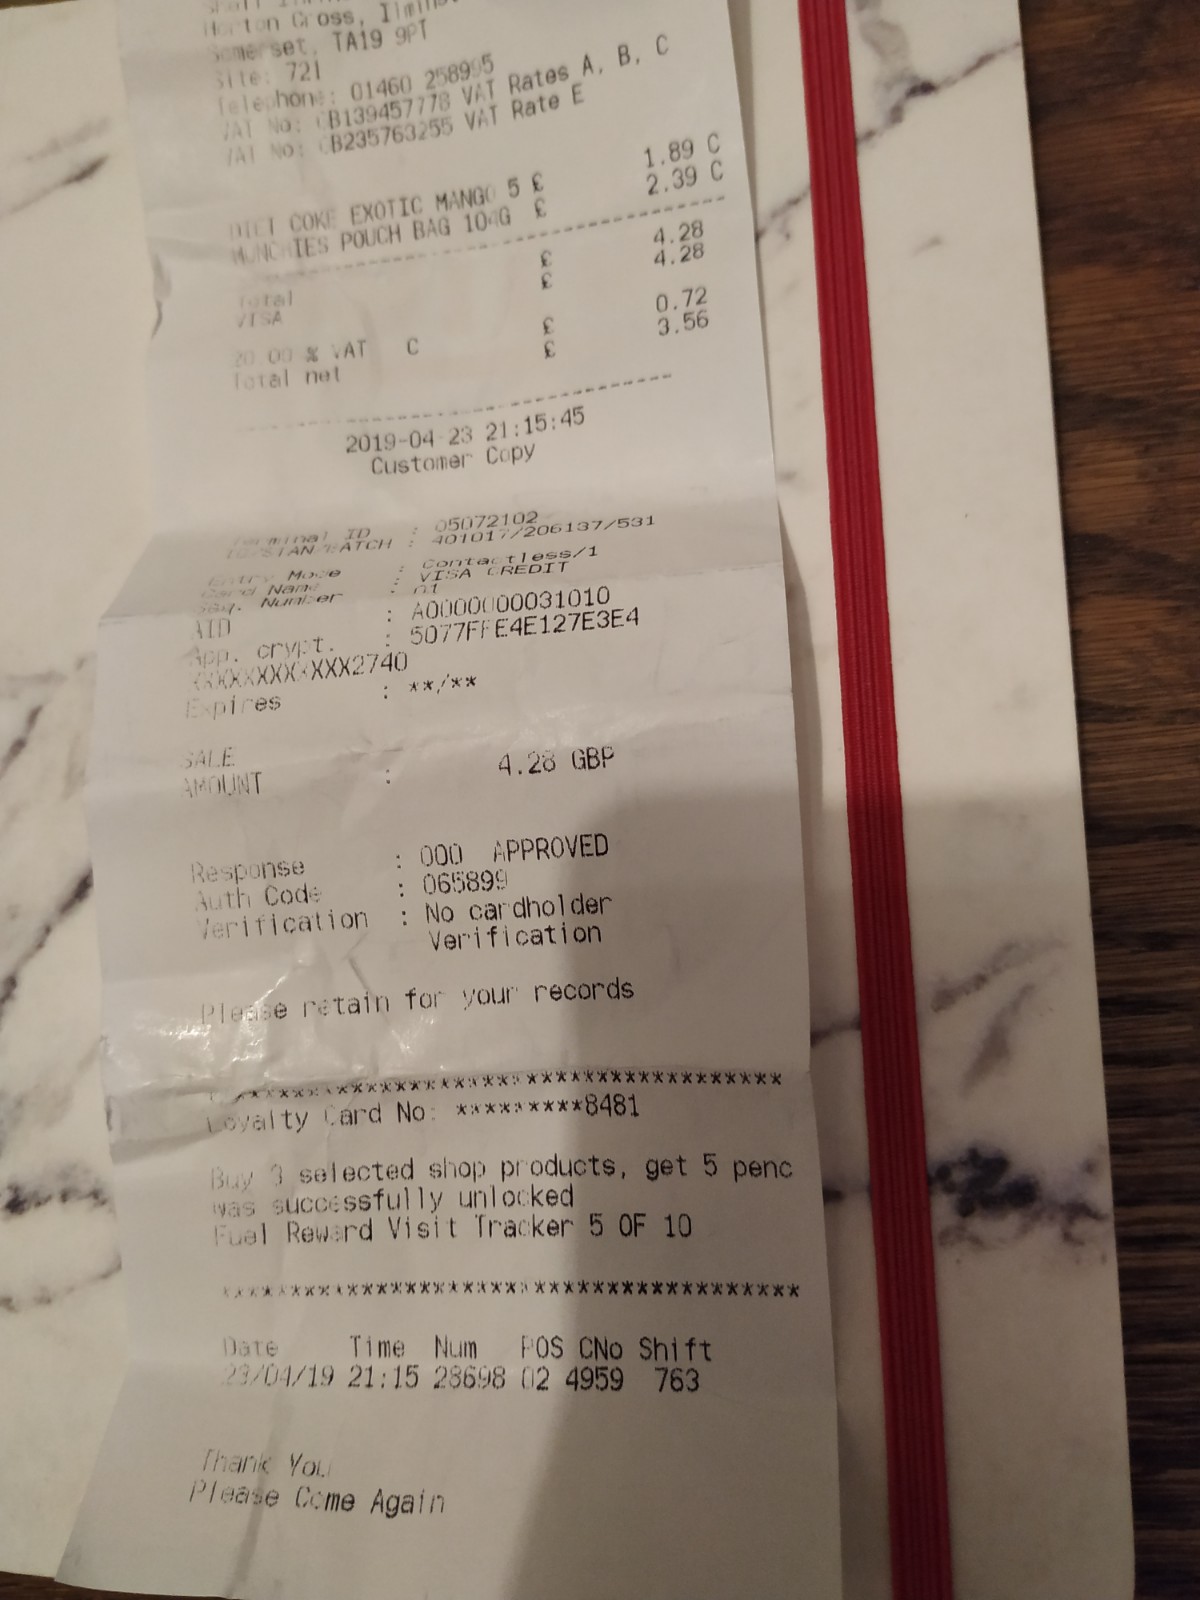 Horton Cross, Ilmins
Somerset, TA19 9PT
Site: 721
Telephone: 01460 258995
VAT No: GB139457778 VAT Rates A, B, C
VAT No: GB235763255 VAT Rate E
DIET COKE EXOTIC MANGO 5 £ 1.89 C
MUNCHIES POUCH BAG 104G £ 2.39 C
Total £ 4.28
VISA £ 4.28
20.00 % VAT C £ 0.72
Total net £ 3.56
2019-04-23 21:15:45
Customer Copy
Terminal ID : 05072102
/STAN/BATCH : 401017/206137/531
Entry Mode : Contactless/1
Card Name : VISA CREDIT
Seq. Number : 01
AID : A0000000031010
App. crypt. : 5077FFE4E127E3E4
XXXXXXXXXXXX2740
Expires : **/**
SALE
AMOUNT : 4.28 GBP
Response : 000 APPROVED
Auth Code : 065899
Verification : No cardholder
Verification
Please retain for your records
****************************************
Loyalty Card No: *********8481
Buy 3 selected shop products, get 5 penc
was successfully unlocked
Fuel Reward Visit Tracker 5 OF 10
****************************************
Date Time Num POS CNo Shift
23/04/19 21:15 28698 02 4959 763
Thank You
Please Come Again